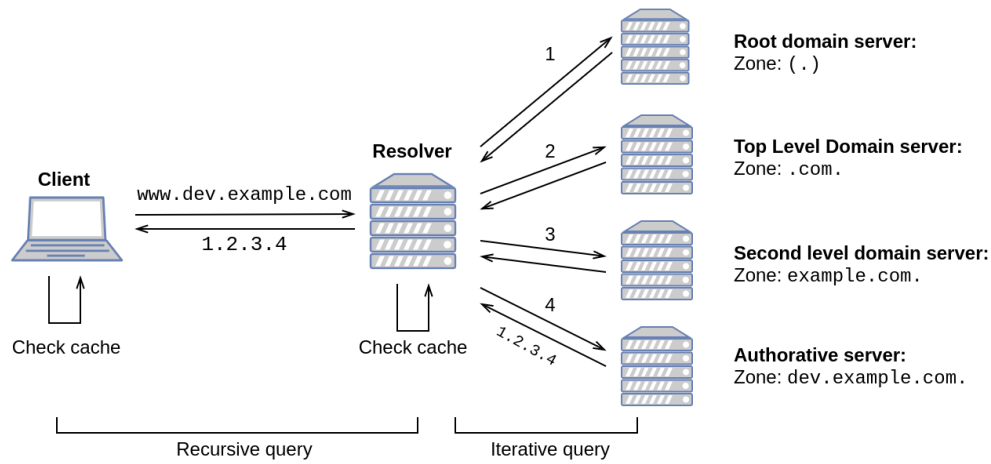 1
Root domain server:
Zone: (.)
2
Top Level Domain server:
Zone: .com.
Resolver
Client
www.dev.example.com
1.2.3.4
3
Second level domain server:
Zone: example.com.
4
1.2.3.4
Authorative server:
Zone: dev.example.com.
Check cache
Check cache
Recursive query
Iterative query